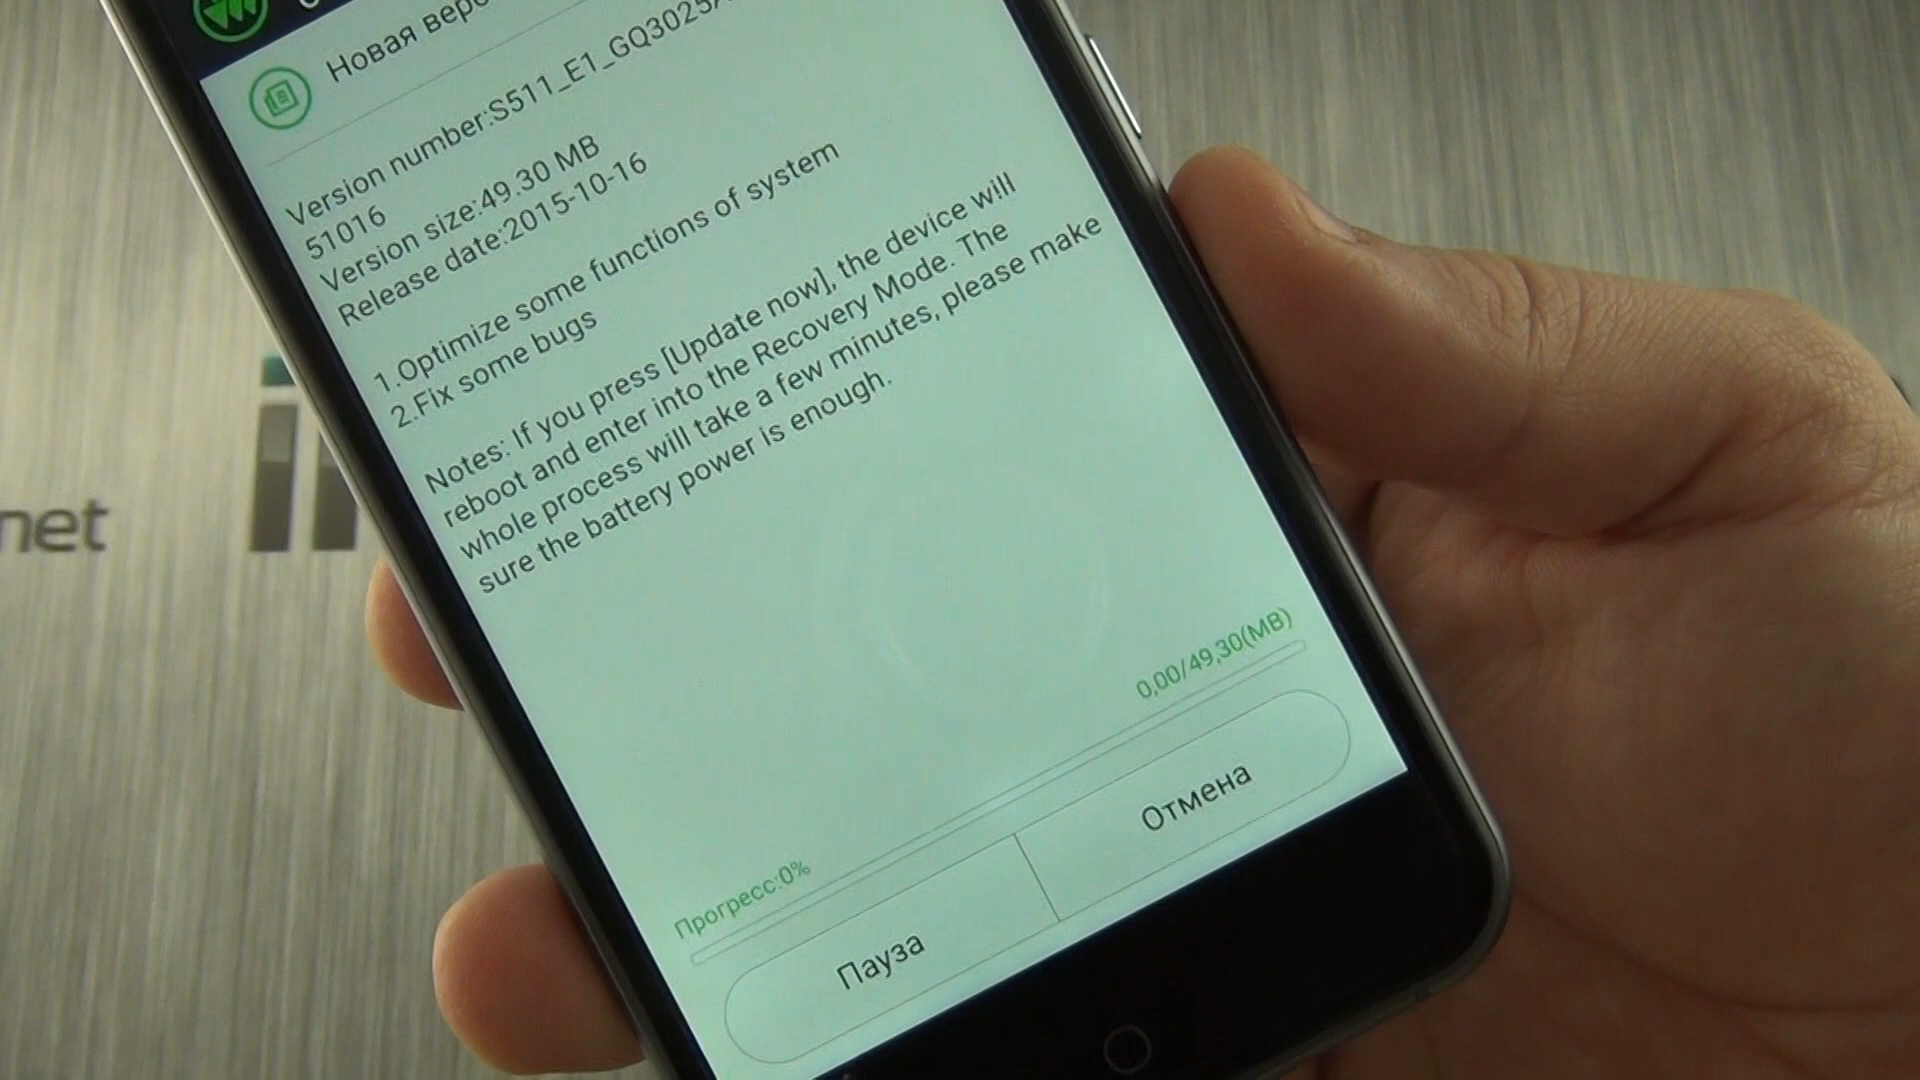 Новая
Version number:S511_E1_GQ3025
51016
Version size:49.30 MB
Release date:2015-10-16
1.Optimize some functions of system
2.Fix some bugs
Notes: If you press [Update now], the device will
reboot and enter into the Recovery Mode. The
whole process will take a few minutes, please make
sure the battery power is enough.
0,00/49,30(MB)
Прогресс:0%
Пауза
Отмена
net